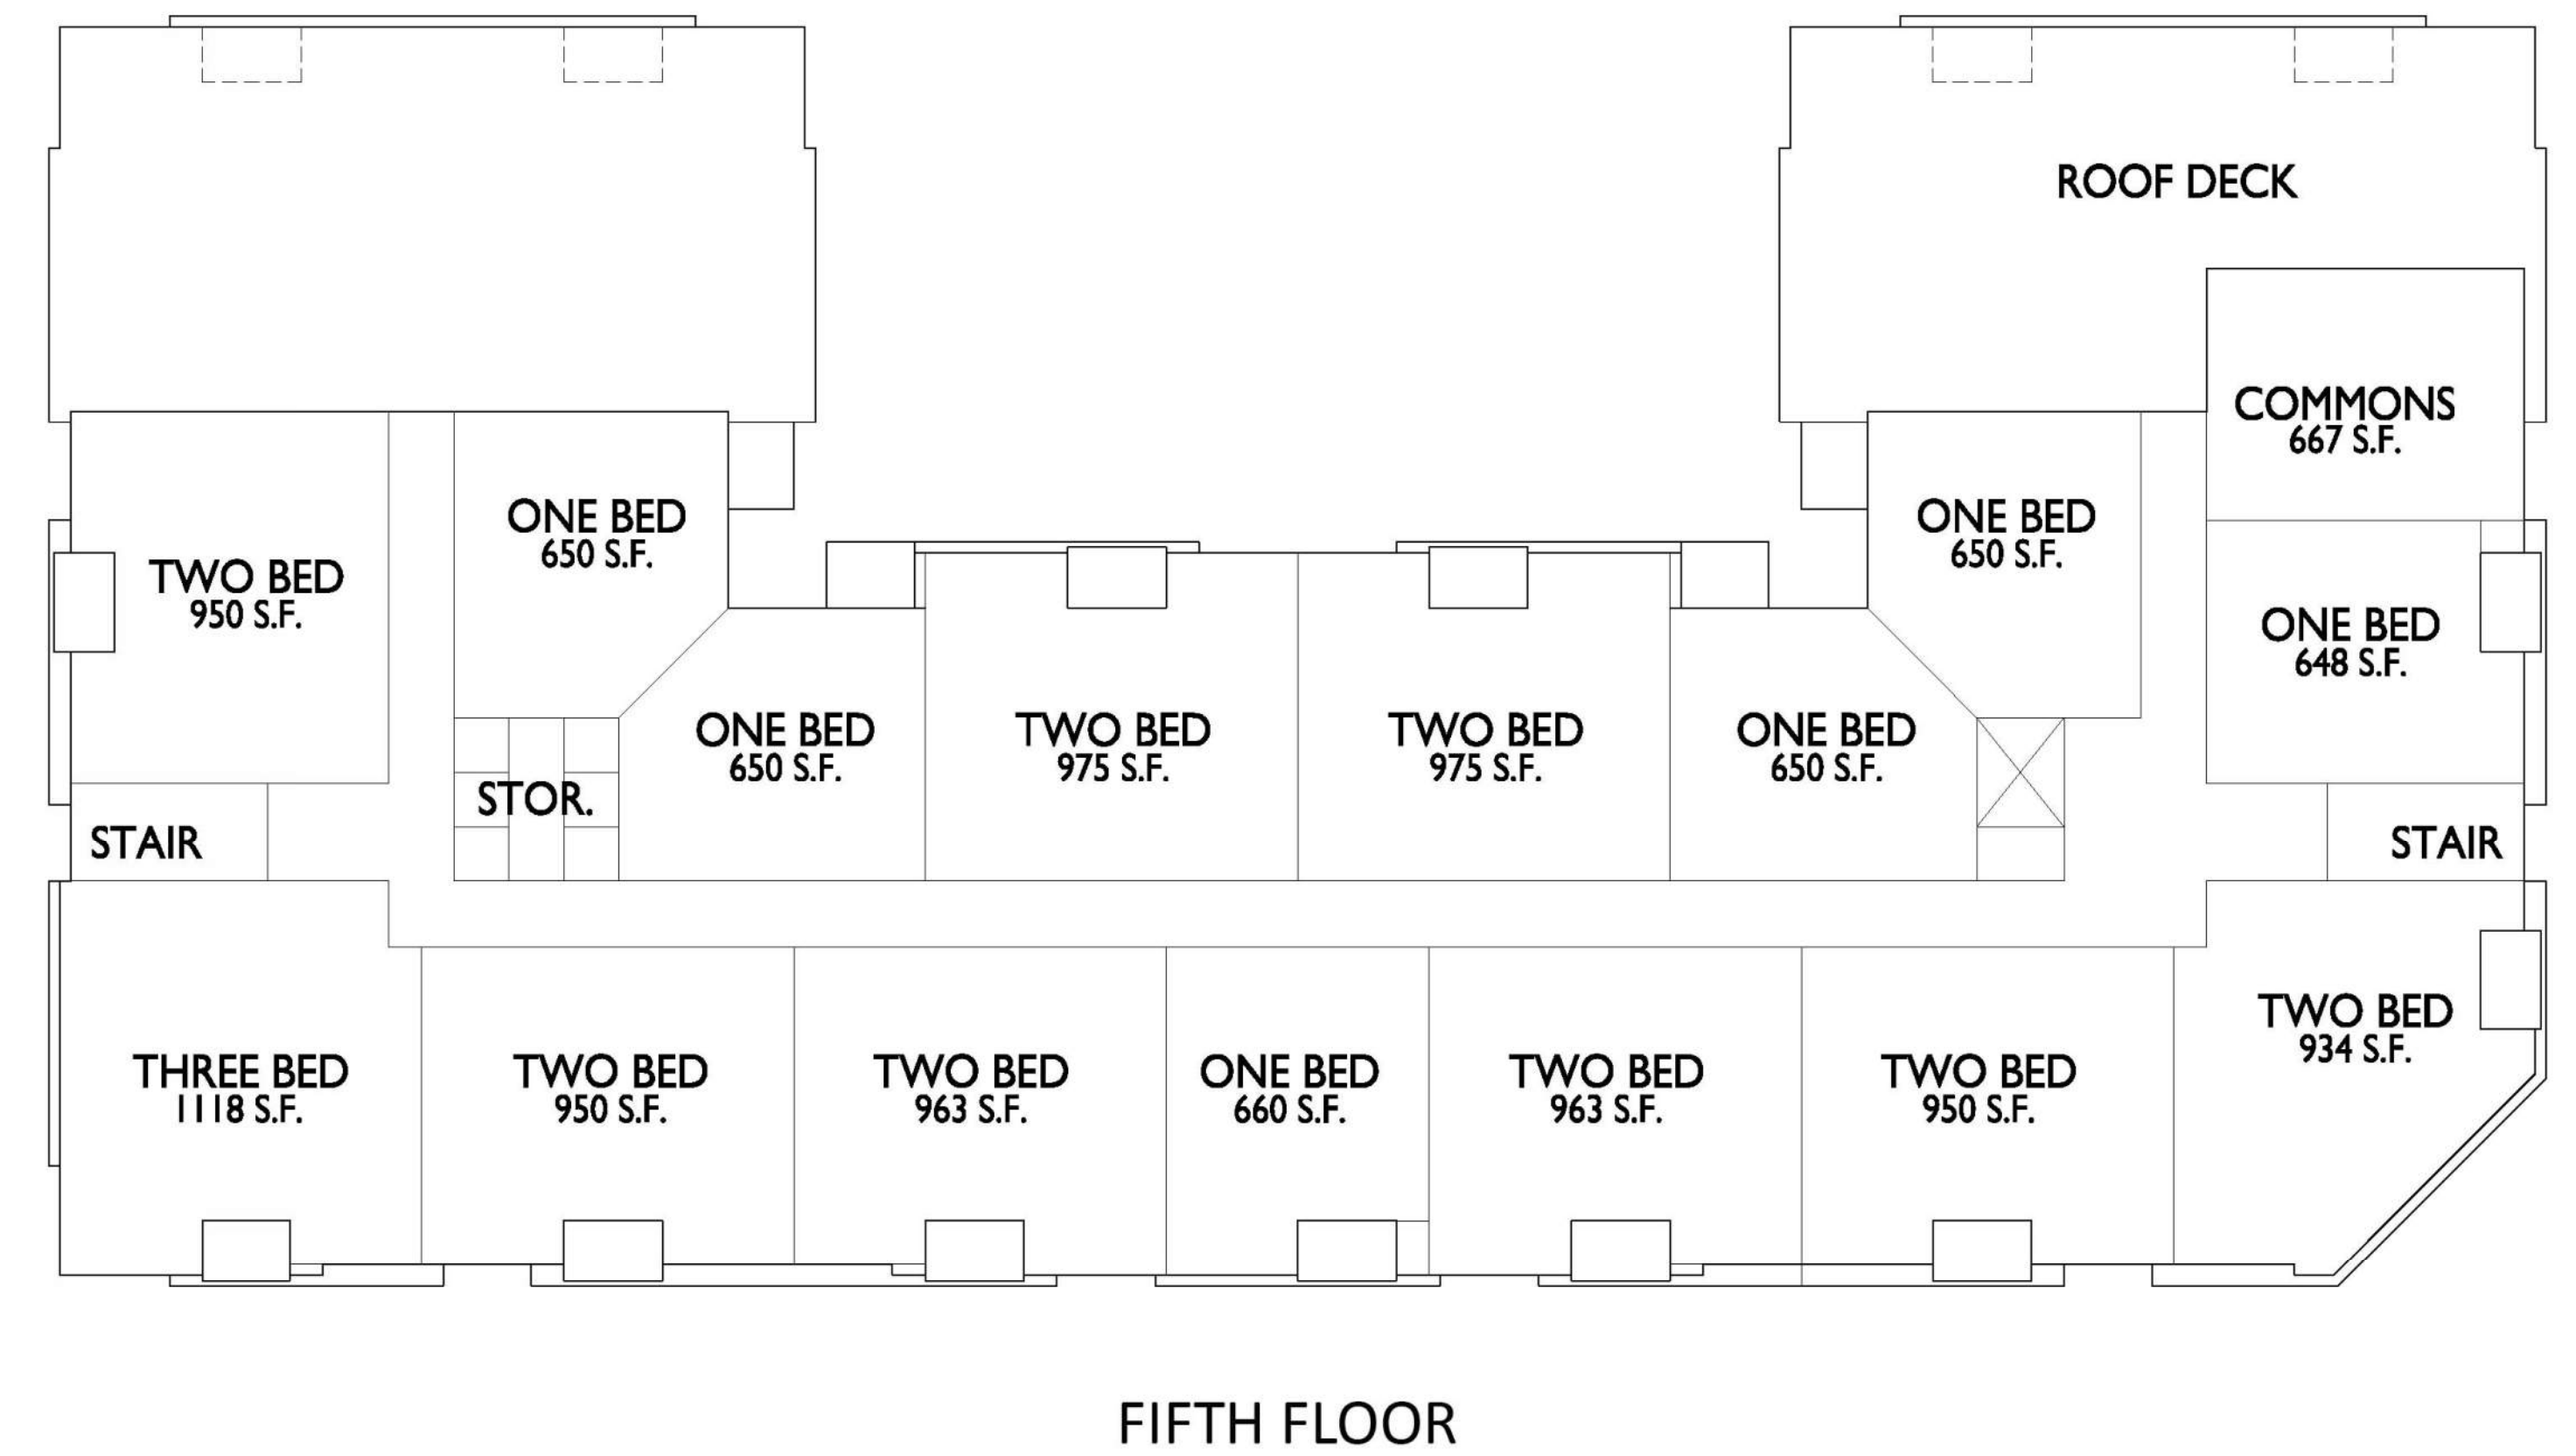 ROOF DECK
COMMONS
667 S.F.
ONE BED
650 S.F.
ONE BED
650 S.F.
TWO BED
950 S.F.
ONE BED
648 S.F.
ONE BED
650 S.F.
TWO BED
975 S.F.
TWO BED
975 S.F.
ONE BED
650 S.F.
STOR.
STAIR
STAIR
TWO BED
934 S.F.
THREE BED
1118 S.F.
TWO BED
950 S.F.
TWO BED
963 S.F.
ONE BED
660 S.F.
TWO BED
963 S.F.
TWO BED
950 S.F.
FIFTH FLOOR